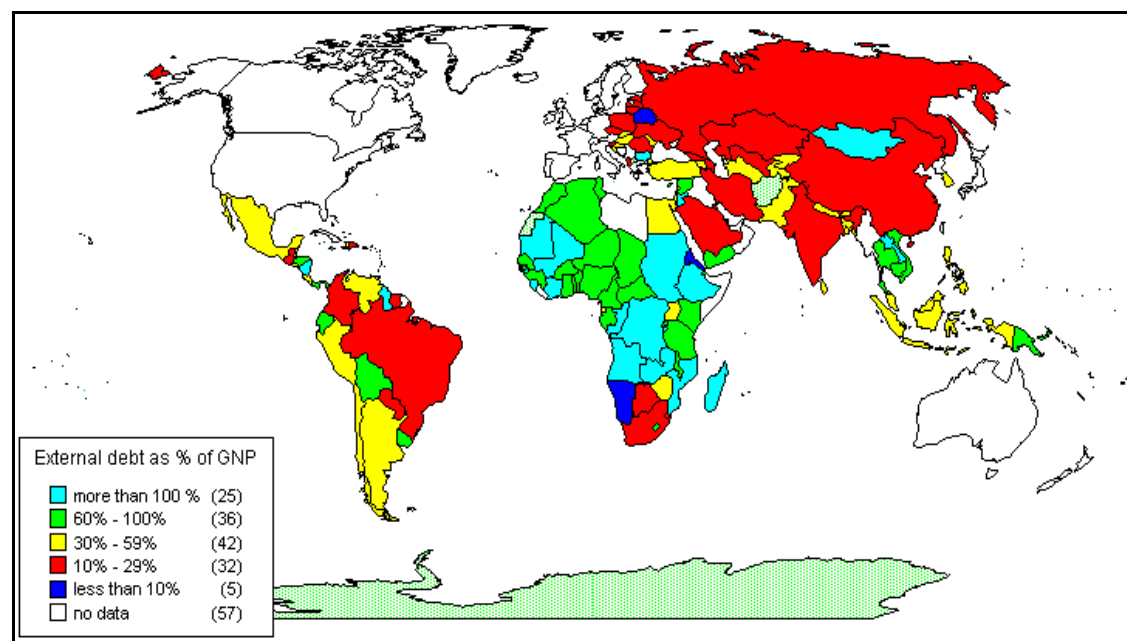 External debt as % of GNP
more than 100 % (25)
60% - 100% (36)
30% - 59% (42)
10% - 29% (32)
less than 10% (5)
no data (57)